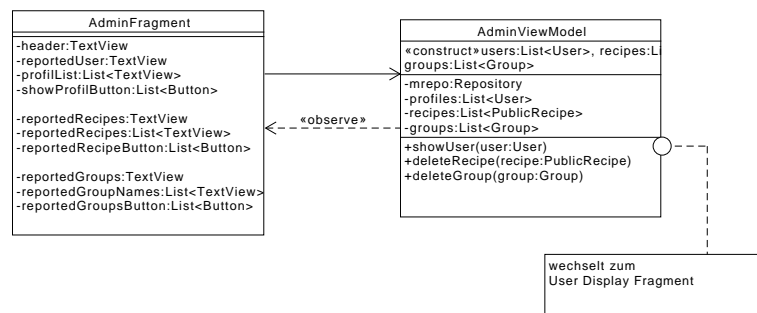 AdminFragment
-header:TextView
-reportedUser:TextView
-profilList:List<TextView>
-showProfilButton:List<Button>
-reportedRecipes:TextView
-reportedRecipes:List<TextView>
-reportedRecipeButton:List<Button>
-reportedGroups:TextView
-reportedGroupNames:List<TextView>
-reportedGroupsButton:List<Button>
«observe»
AdminViewModel
«construct»users:List<User>, recipes:Li
groups:List<Group>
-mrepo:Repository
-profiles:List<User>
-recipes:List<PublicRecipe>
-groups:List<Group>
+showUser(user:User)
+deleteRecipe(recipe:PublicRecipe)
+deleteGroup(group:Group)
wechselt zum
User Display Fragment